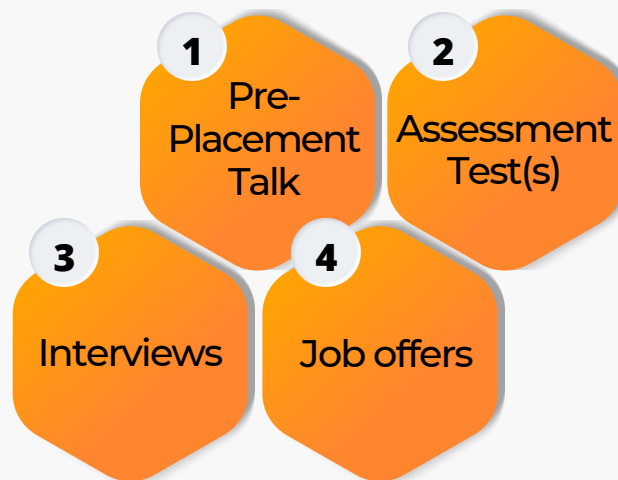 1
Pre-
Placement
Talk
2
Assessment
Test(s)
3
Interviews
4
Job offers